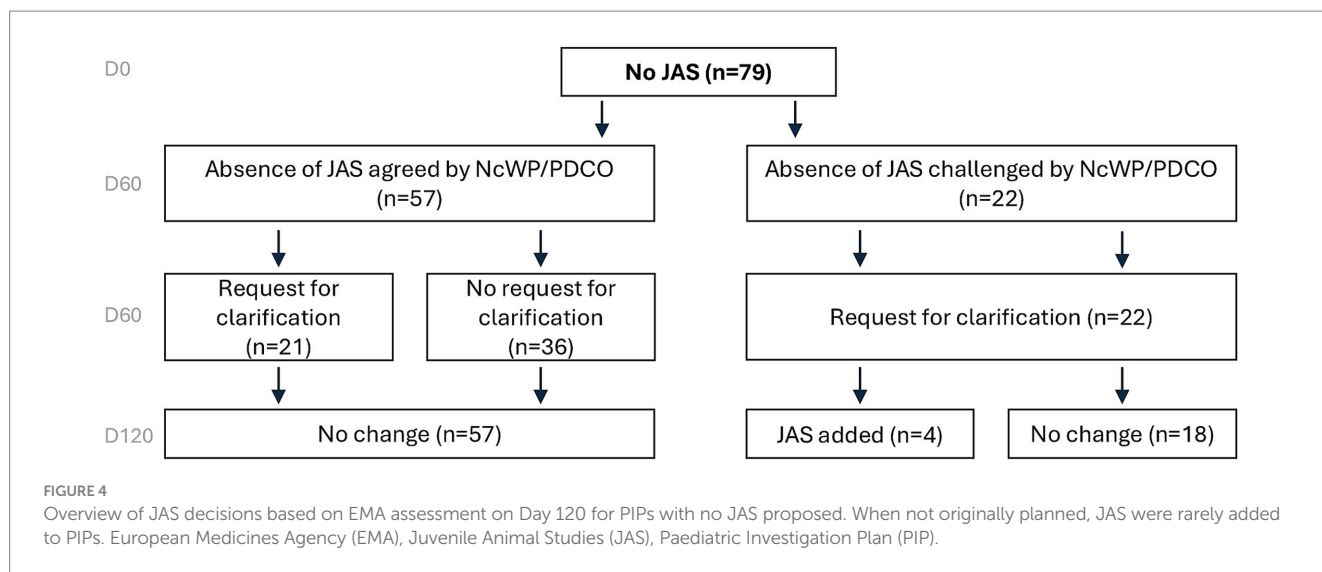 D0
No JAS (n=79)
D60
Absence of JAS agreed by NcWP/PDCO
(n=57)
Absence of JAS challenged by NcWP/PDCO
(n=22)
D60
Request for
clarification
(n=21)
No request for
clarification
(n=36)
Request for clarification (n=22)
D120
No change (n=57)
JAS added (n=4)
No change (n=18)
FIGURE 4
Overview of JAS decisions based on EMA assessment on Day 120 for PIPs with no JAS proposed. When not originally planned, JAS were rarely added
to PIPs. European Medicines Agency (EMA), Juvenile Animal Studies (JAS), Paediatric Investigation Plan (PIP).